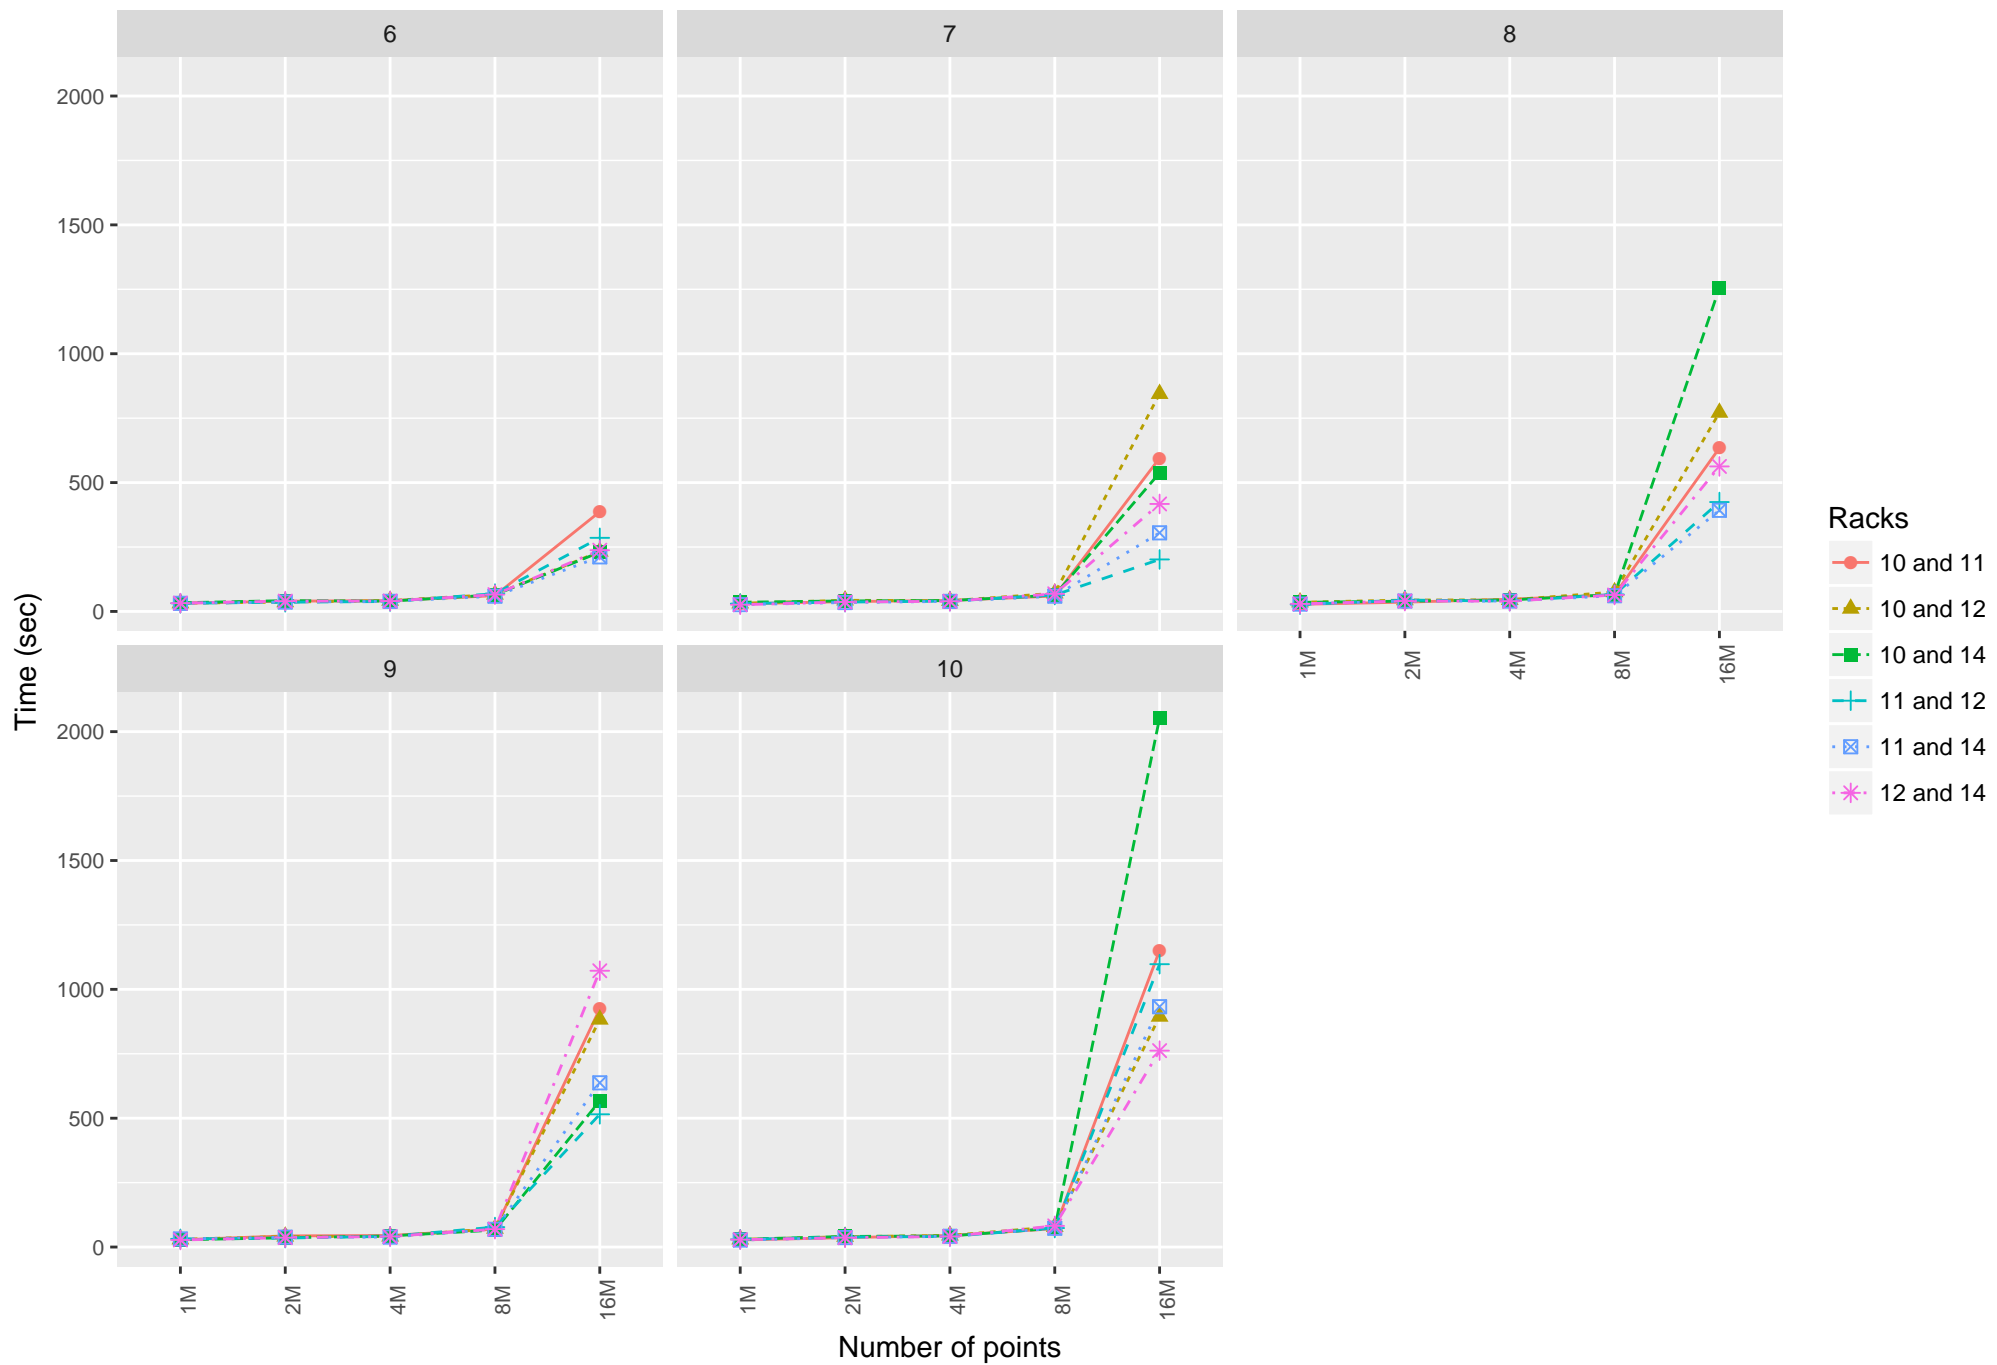 6
7
8
2000
1500
1000
500
0
1M
2M
4M
8M
16M
9
10
2000
1500
1000
500
0
1M
2M
4M
8M
16M
1M
2M
4M
8M
16M
Time (sec)
Number of points
Racks
10 and 11
10 and 12
10 and 14
11 and 12
11 and 14
12 and 14